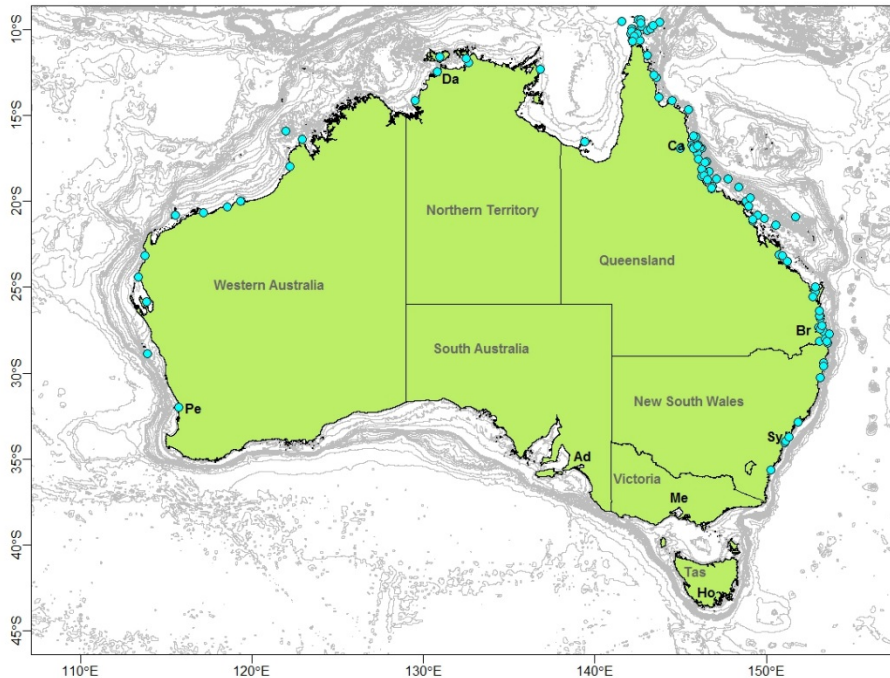 10°S
15°S
20°S
25°S
30°S
35°S
40°S
45°S
Da
Ca
Northern Territory
Queensland
Western Australia
Br
South Australia
New South Wales
Pe
Sy
Ad
Victoria
Me
Tas
Ho
110°E
120°E
130°E
140°E
150°E